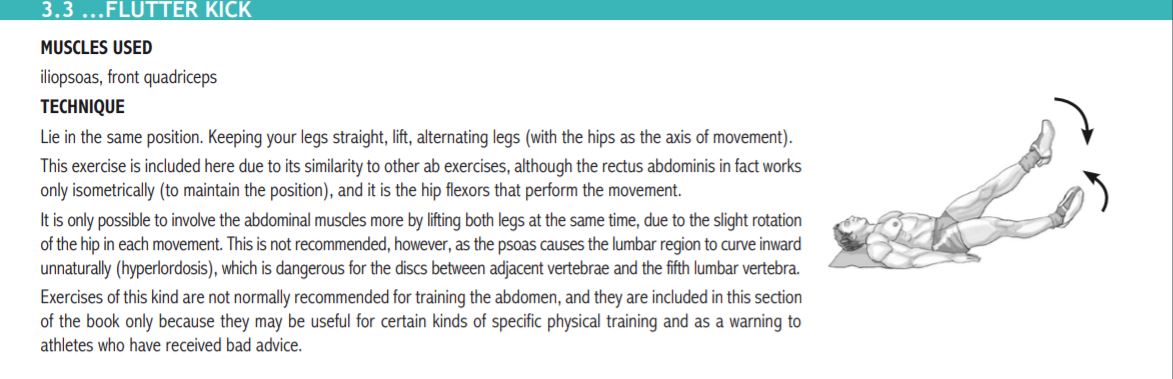 3.3 ...FLUTTER KICK
MUSCLES USED
iliopsoas, front quadriceps
TECHNIQUE
Lie in the same position. Keeping your legs straight, lift, alternating legs (with the hips as the axis of movement).
This exercise is included here due to its similarity to other ab exercises, although the rectus abdominis in fact works
only isometrically (to maintain the position), and it is the hip flexors that perform the movement.
It is only possible to involve the abdominal muscles more by lifting both legs at the same time, due to the slight rotation
of the hip in each movement. This is not recommended, however, as the psoas causes the lumbar region to curve inward
unnaturally (hyperlordosis), which is dangerous for the discs between adjacent vertebrae and the fifth lumbar vertebra.
Exercises of this kind are not normally recommended for training the abdomen, and they are included in this section
of the book only because they may be useful for certain kinds of specific physical training and as a warning to
athletes who have received bad advice.